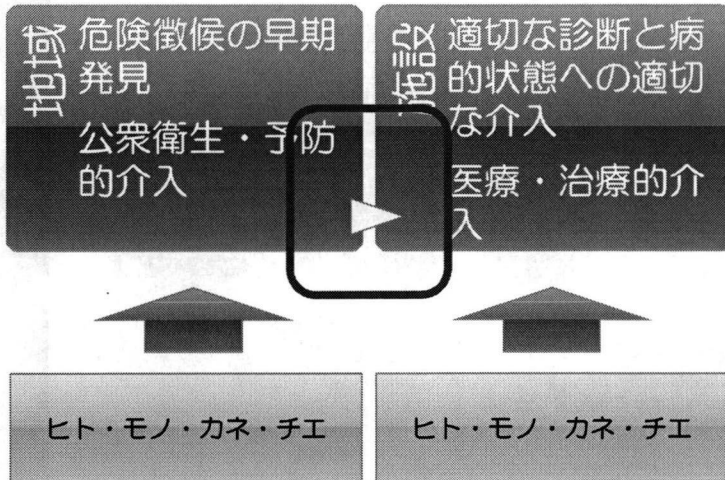 地域
危険徴候の早期
発見
公衆衛生・予防
的介入
施設
適切な診断と病
的状態への適切
な介入
医療・治療的介
入
ヒト・モノ・カネ・チエ
ヒト・モノ・カネ・チエ